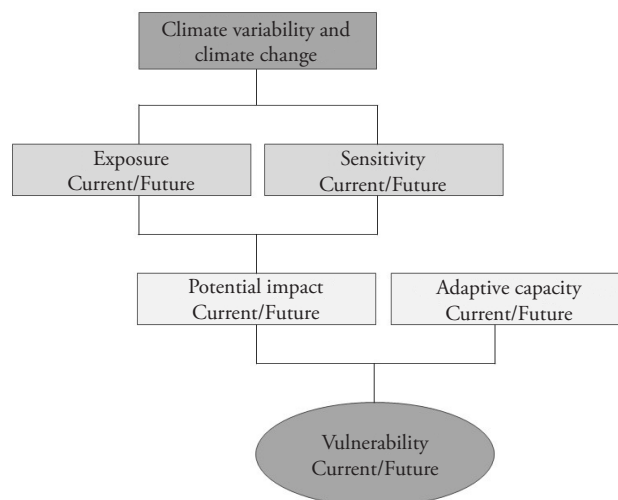 Climate variability and
climate change
Exposure
Current/Future
Sensitivity
Current/Future
Potential impact
Current/Future
Adaptive capacity
Current/Future
Vulnerability
Current/Future